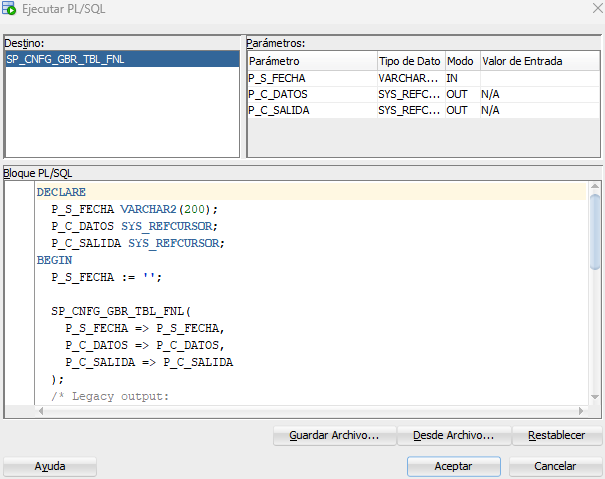 Ejecutar PL/SQL
Destino:
SP_CNFG_GBR_TBL_FNL
Parámetros:
Parámetro Tipo de Dato Modo Valor de Entrada
P_S_FECHA VARCHAR... IN
P_C_DATOS SYS_REFC... OUT N/A
P_C_SALIDA SYS_REFC... OUT N/A
Bloque PL/SQL
DECLARE
P_S_FECHA VARCHAR2(200);
P_C_DATOS SYS_REFCURSOR;
P_C_SALIDA SYS_REFCURSOR;
BEGIN
P_S_FECHA := '';
SP_CNFG_GBR_TBL_FNL(
P_S_FECHA => P_S_FECHA,
P_C_DATOS => P_C_DATOS,
P_C_SALIDA => P_C_SALIDA
);
/* Legacy output:
Guardar Archivo... Desde Archivo... Restablecer
Ayuda Aceptar Cancelar